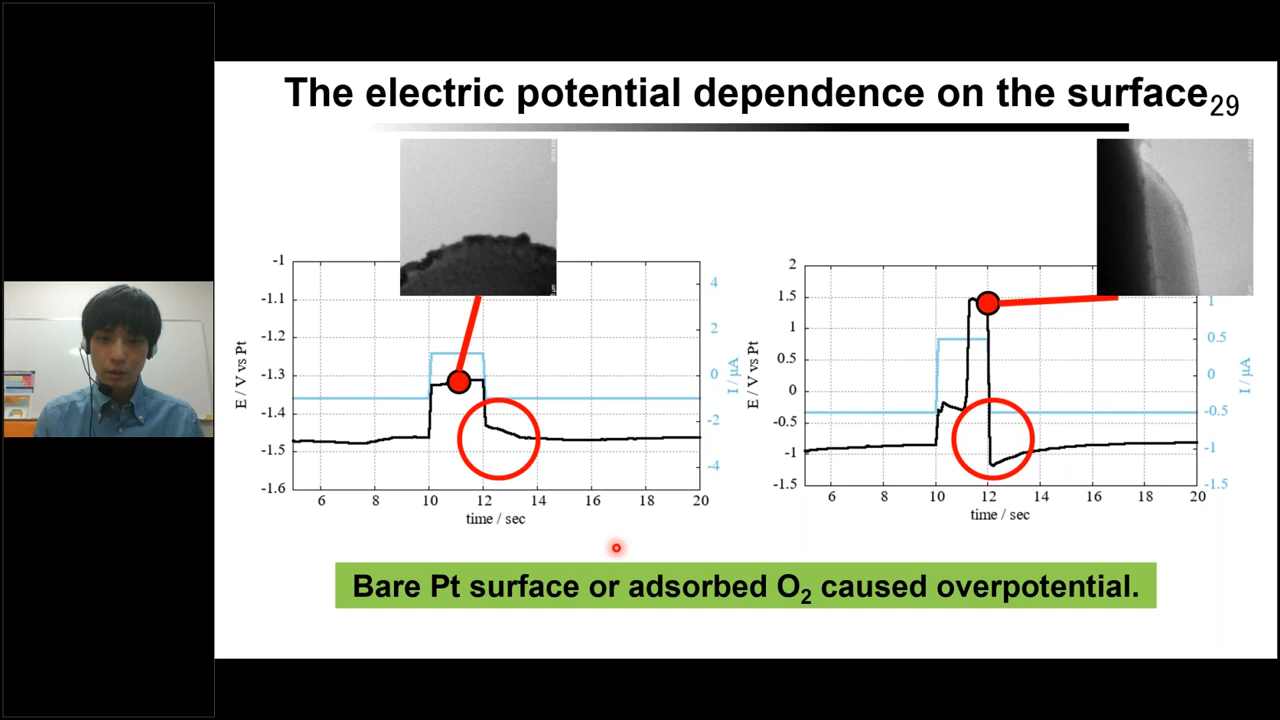 The electric potential dependence on the surface
29
-1
-1.1
-1.2
-1.3
-1.4
-1.5
-1.6
E / V vs Pt
4
2
0
-2
-4
I / μA
6 8 10 12 14 16 18 20
time / sec
2
1.5
1
0.5
0
-0.5
-1
-1.5
E / V vs Pt
1
0.5
0
-0.5
-1
-1.5
I / μA
6 8 10 12 14 16 18 20
time / sec
Bare Pt surface or adsorbed O₂ caused overpotential.